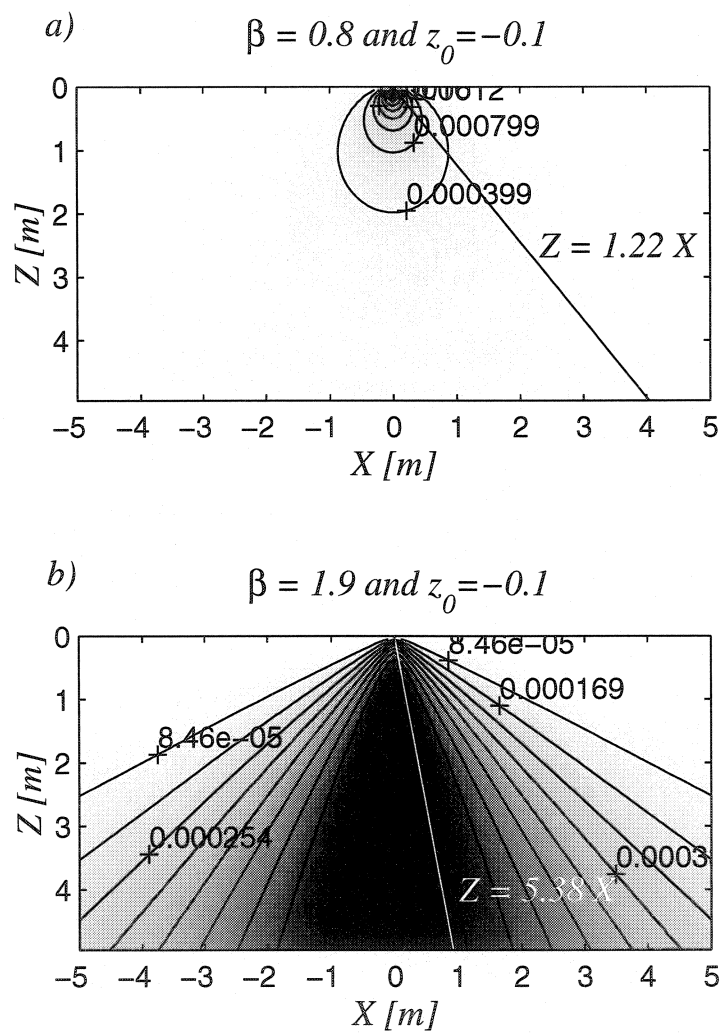 a)
β = 0.8 and z0=−0.1
0
1
2
3
4
Z [m]
0.000799
0.000399
Z = 1.22 X
−5 −4 −3 −2 −1 0 1 2 3 4 5
X [m]
b)
β = 1.9 and z0=−0.1
0
1
2
3
4
Z [m]
8.46e−05
0.000169
8.46e−05
0.000254
0.0003
Z = 5.38 X
−5 −4 −3 −2 −1 0 1 2 3 4 5
X [m]